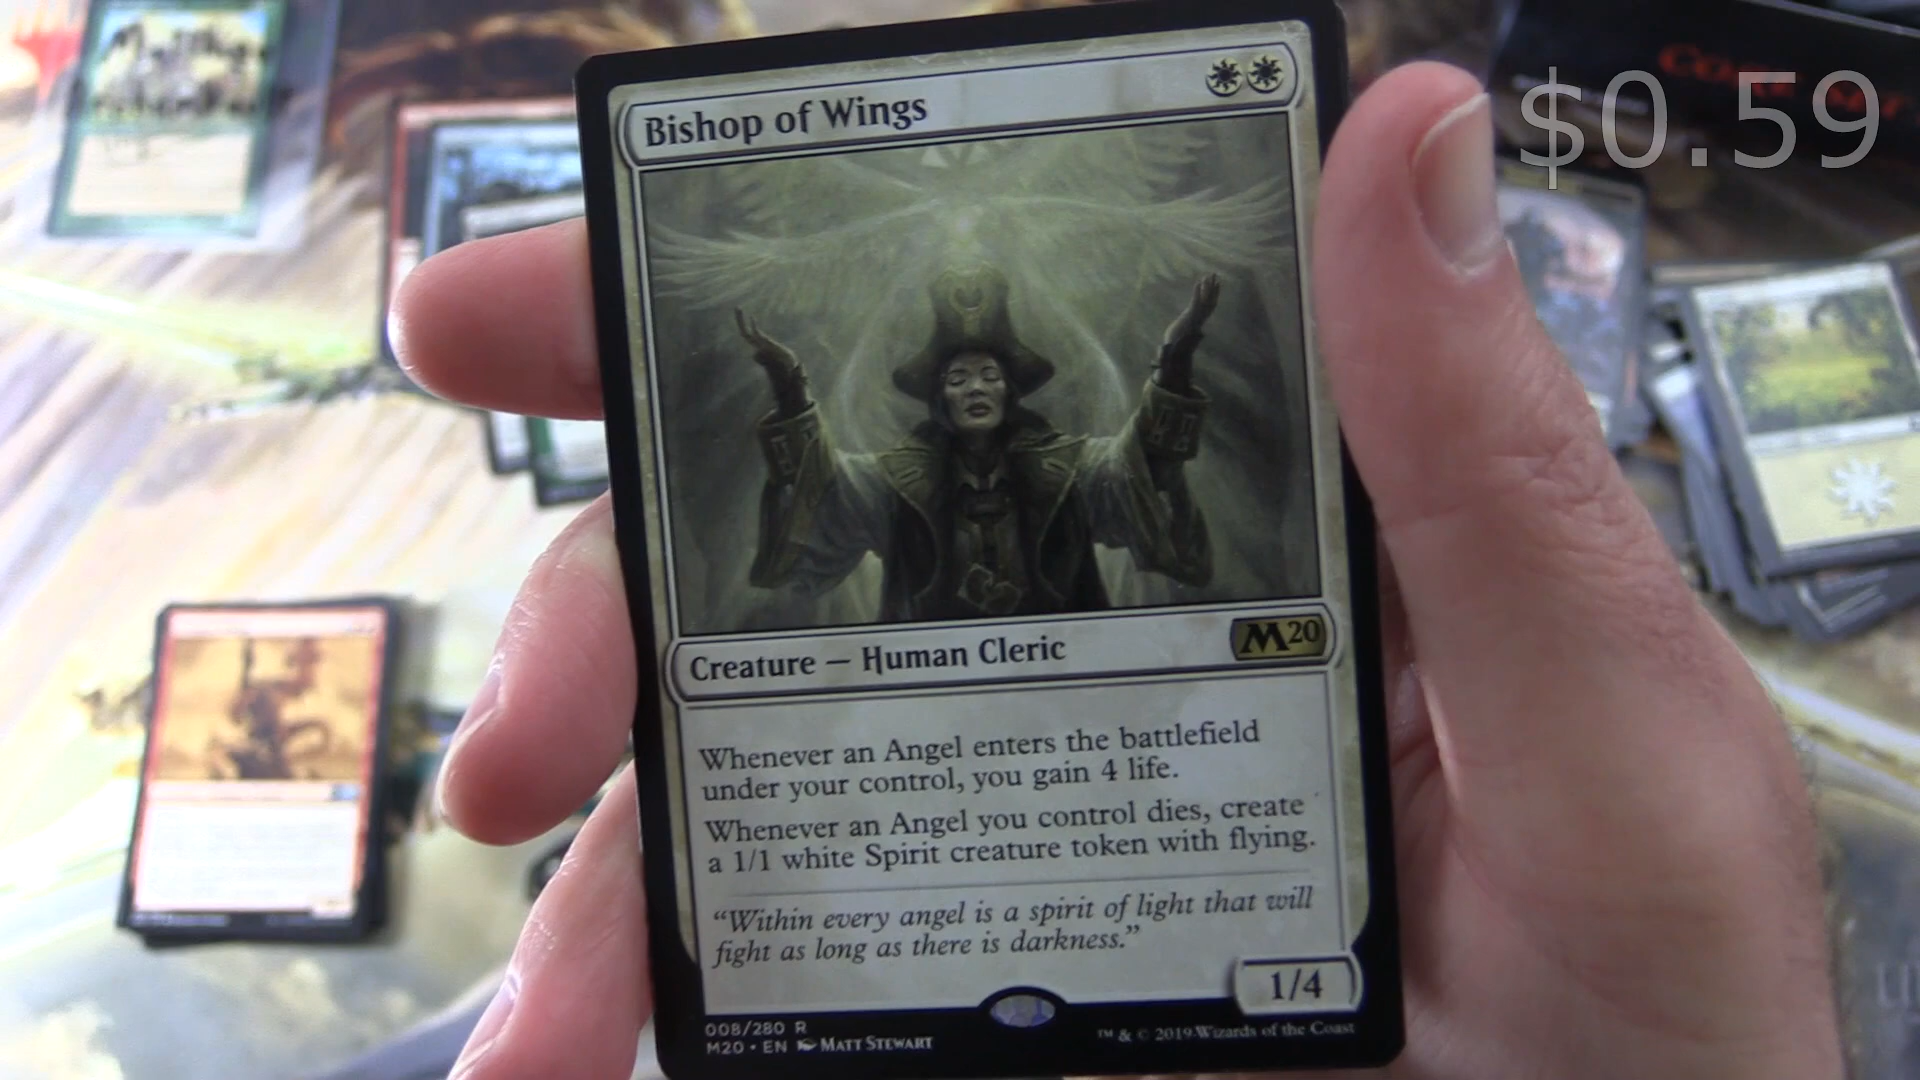 $0.59
Bishop of Wings
Creature — Human Cleric
M20
Whenever an Angel enters the battlefield
under your control, you gain 4 life.
Whenever an Angel you control dies, create
a 1/1 white Spirit creature token with flying.
“Within every angel is a spirit of light that will
fight as long as there is darkness.”
1/4
008/280 R
M20 • EN MATT STEWART
™ & © 2019 Wizards of the Coast